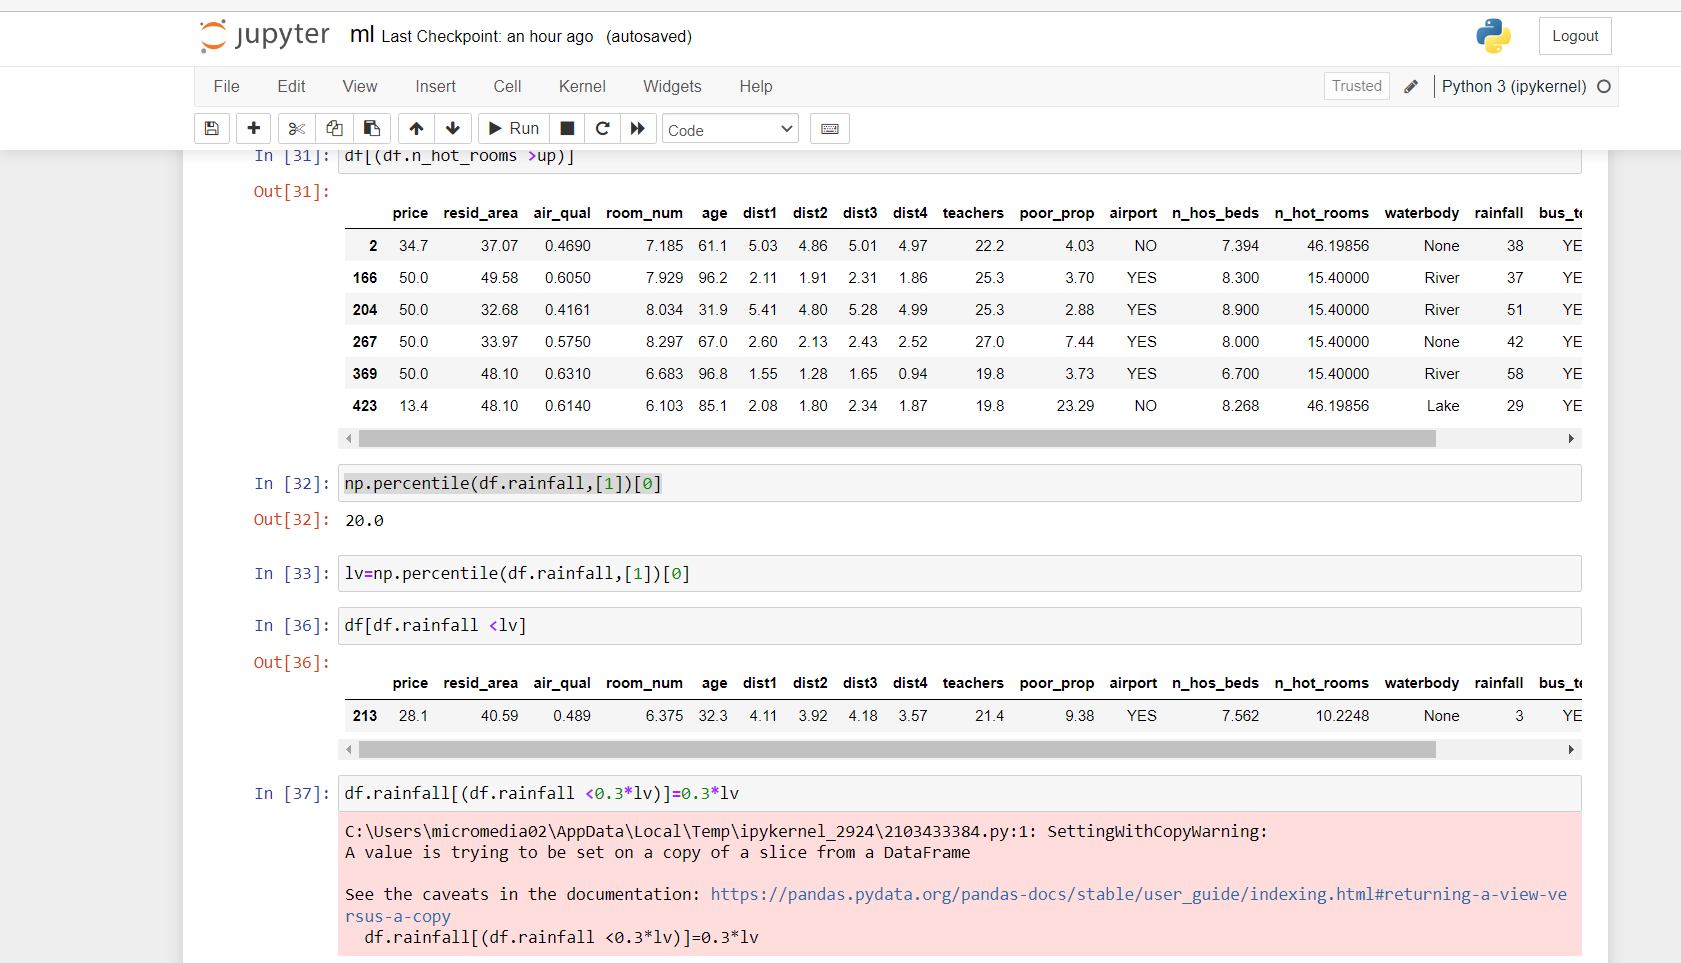 jupyter ml Last Checkpoint: an hour ago (autosaved) Logout
File Edit View Insert Cell Kernel Widgets Help Trusted Python 3 (ipykernel)
Run Code
In [31]: df[(df.n_hot_rooms >up)]
Out[31]:
price resid_area air_qual room_num age dist1 dist2 dist3 dist4 teachers poor_prop airport n_hos_beds n_hot_rooms waterbody rainfall bus_te
2 34.7 37.07 0.4690 7.185 61.1 5.03 4.86 5.01 4.97 22.2 4.03 NO 7.394 46.19856 None 38 YE
166 50.0 49.58 0.6050 7.929 96.2 2.11 1.91 2.31 1.86 25.3 3.70 YES 8.300 15.40000 River 37 YE
204 50.0 32.68 0.4161 8.034 31.9 5.41 4.80 5.28 4.99 25.3 2.88 YES 8.900 15.40000 River 51 YE
267 50.0 33.97 0.5750 8.297 67.0 2.60 2.13 2.43 2.52 27.0 7.44 YES 8.000 15.40000 None 42 YE
369 50.0 48.10 0.6310 6.683 96.8 1.55 1.28 1.65 0.94 19.8 3.73 YES 6.700 15.40000 River 58 YE
423 13.4 48.10 0.6140 6.103 85.1 2.08 1.80 2.34 1.87 19.8 23.29 NO 8.268 46.19856 Lake 29 YE
In [32]: np.percentile(df.rainfall,[1])[0]
Out[32]: 20.0
In [33]: lv=np.percentile(df.rainfall,[1])[0]
In [36]: df[df.rainfall <lv]
Out[36]:
price resid_area air_qual room_num age dist1 dist2 dist3 dist4 teachers poor_prop airport n_hos_beds n_hot_rooms waterbody rainfall bus_te
213 28.1 40.59 0.489 6.375 32.3 4.11 3.92 4.18 3.57 21.4 9.38 YES 7.562 10.2248 None 3 YE
In [37]: df.rainfall[(df.rainfall <0.3*lv)]=0.3*lv
C:\Users\micromedia02\AppData\Local\Temp\ipykernel_2924\2103433384.py:1: SettingWithCopyWarning:
A value is trying to be set on a copy of a slice from a DataFrame
See the caveats in the documentation: https://pandas.pydata.org/pandas-docs/stable/user_guide/indexing.html#returning-a-view-ve
rsus-a-copy
df.rainfall[(df.rainfall <0.3*lv)]=0.3*lv